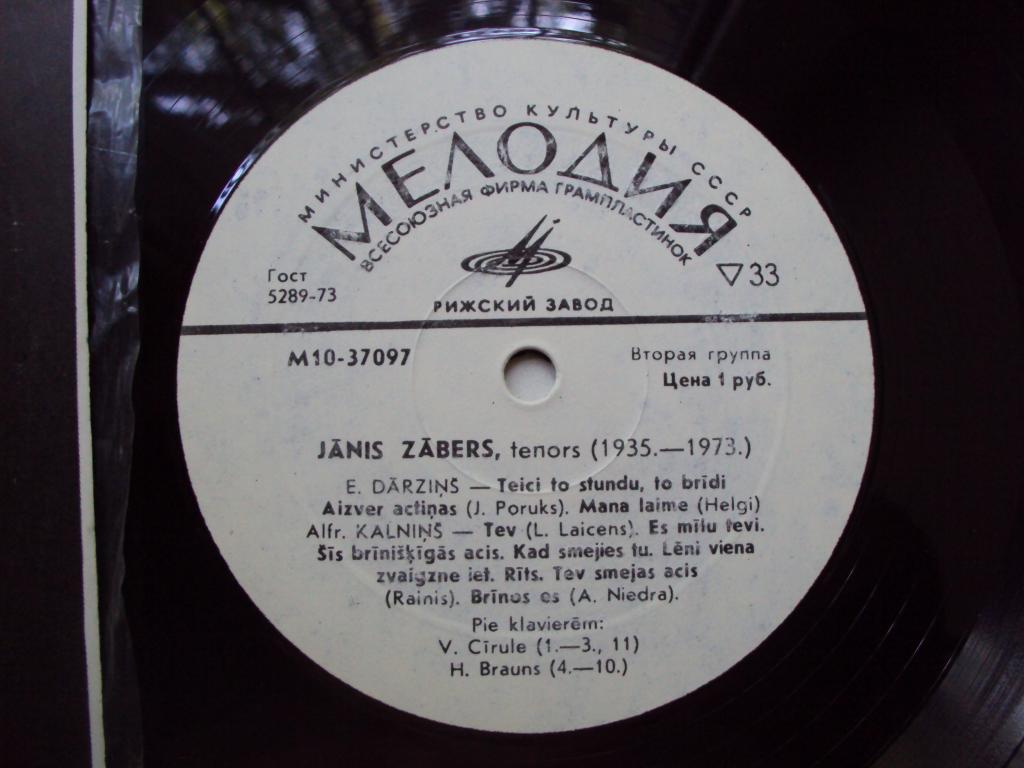 МИНИСТЕРСТВО КУЛЬТУРЫ СССР
МЕЛОДИЯ
ВСЕСОЮЗНАЯ ФИРМА ГРАМПЛАСТИНОК
Гост
5289-73
▽33
РИЖСКИЙ ЗАВОД
М10-37097
Вторая группа
Цена 1 руб.
JĀNIS ZĀBERS, tenors (1935.—1973.)
E. DĀRZIŅŠ — Teici to stundu, to brīdi
Aizver actiņas (J. Poruks). Mana laime (Helgi)
Alfr. KALNIŅŠ — Tev (L. Laicens). Es mīlu tevi.
Šīs brīnišķīgās acis. Kad smejies tu. Lēni viena
zvaigzne iet. Rīts. Tev smejas acis
(Rainis). Brīnos es (A. Niedra).
Pie klavierēm:
V. Cīrule (1.—3., 11)
H. Brauns (4.—10.)